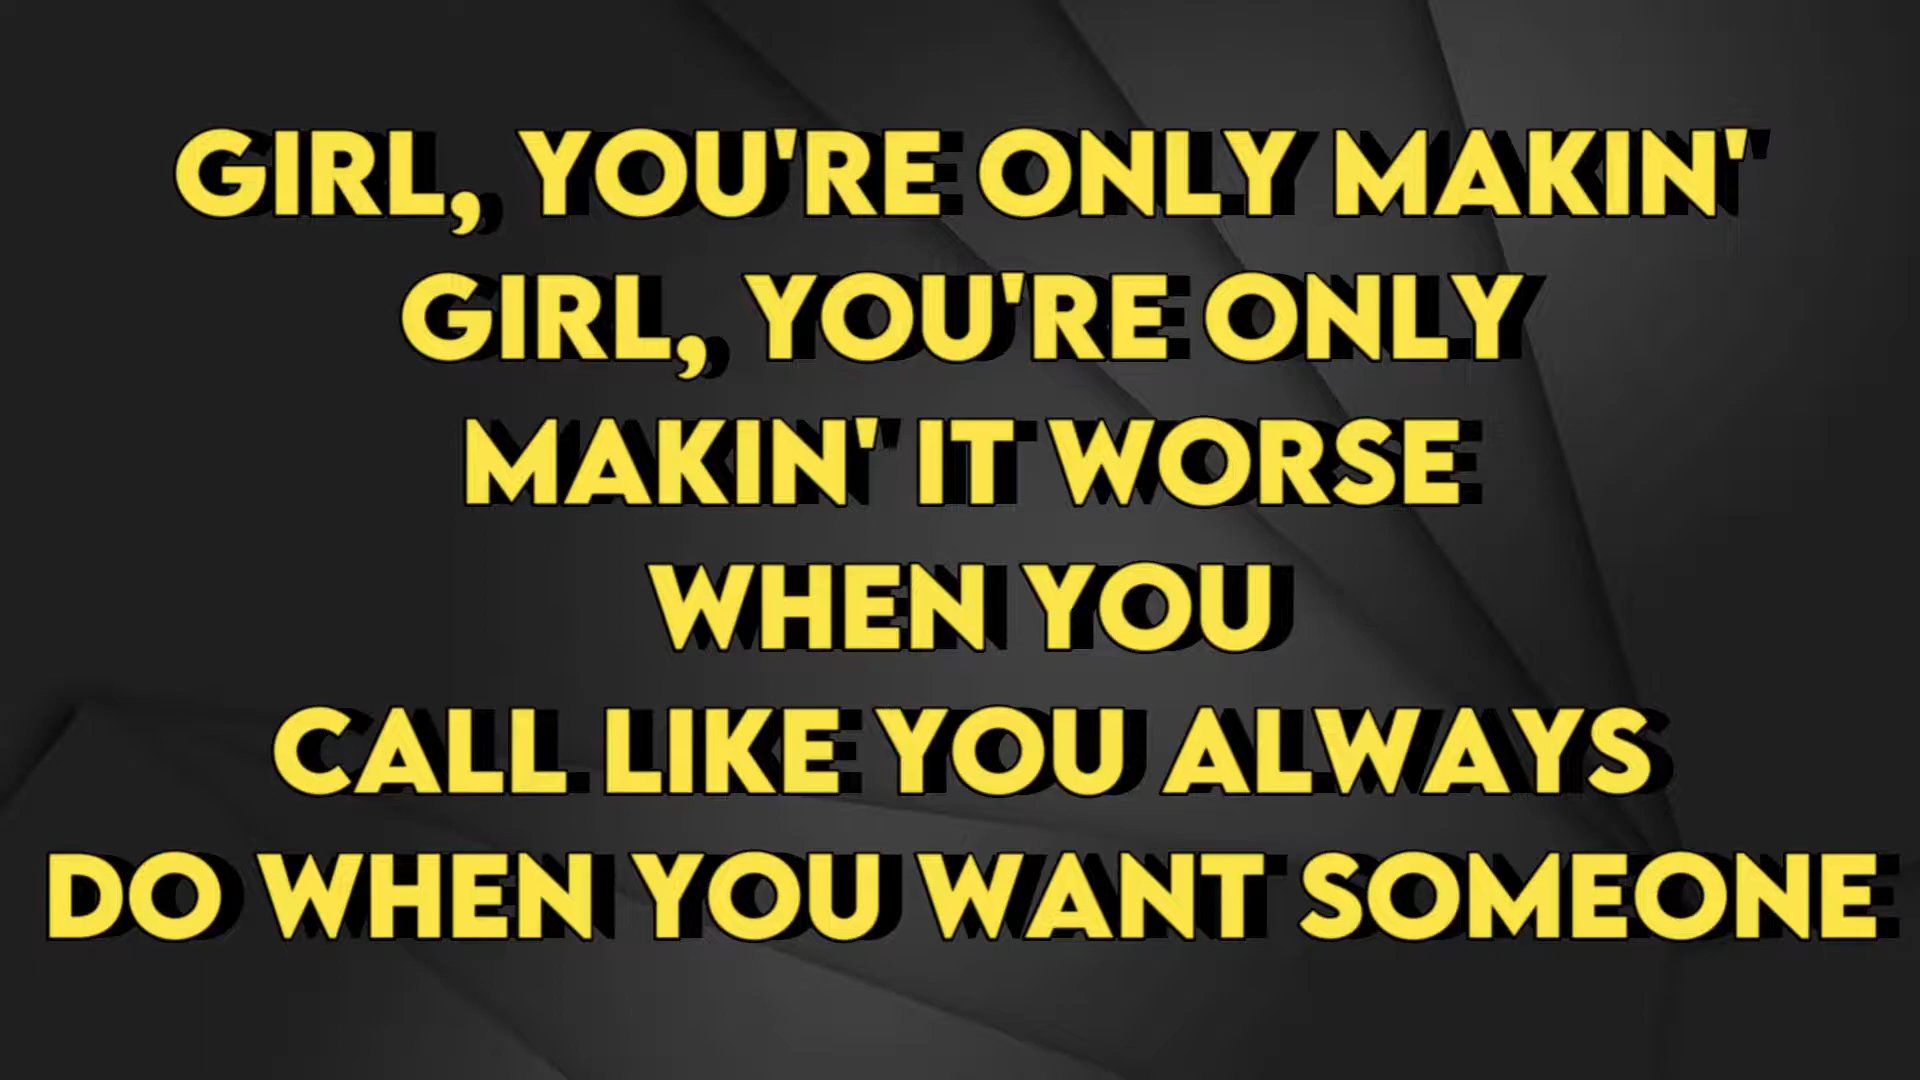 GIRL, YOU'RE ONLY MAKIN'
GIRL, YOU'RE ONLY
MAKIN' IT WORSE
WHEN YOU
CALL LIKE YOU ALWAYS
DO WHEN YOU WANT SOMEONE